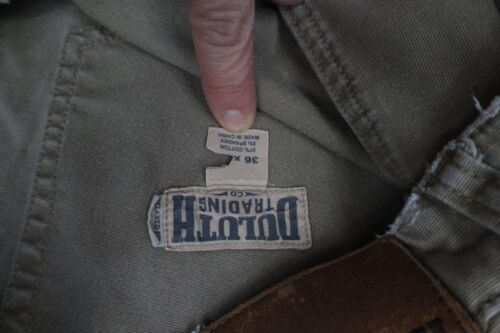 DULUTH
TRADING
CO
36 X
97% COTTON
3% SPANDEX
MADE IN CHINA